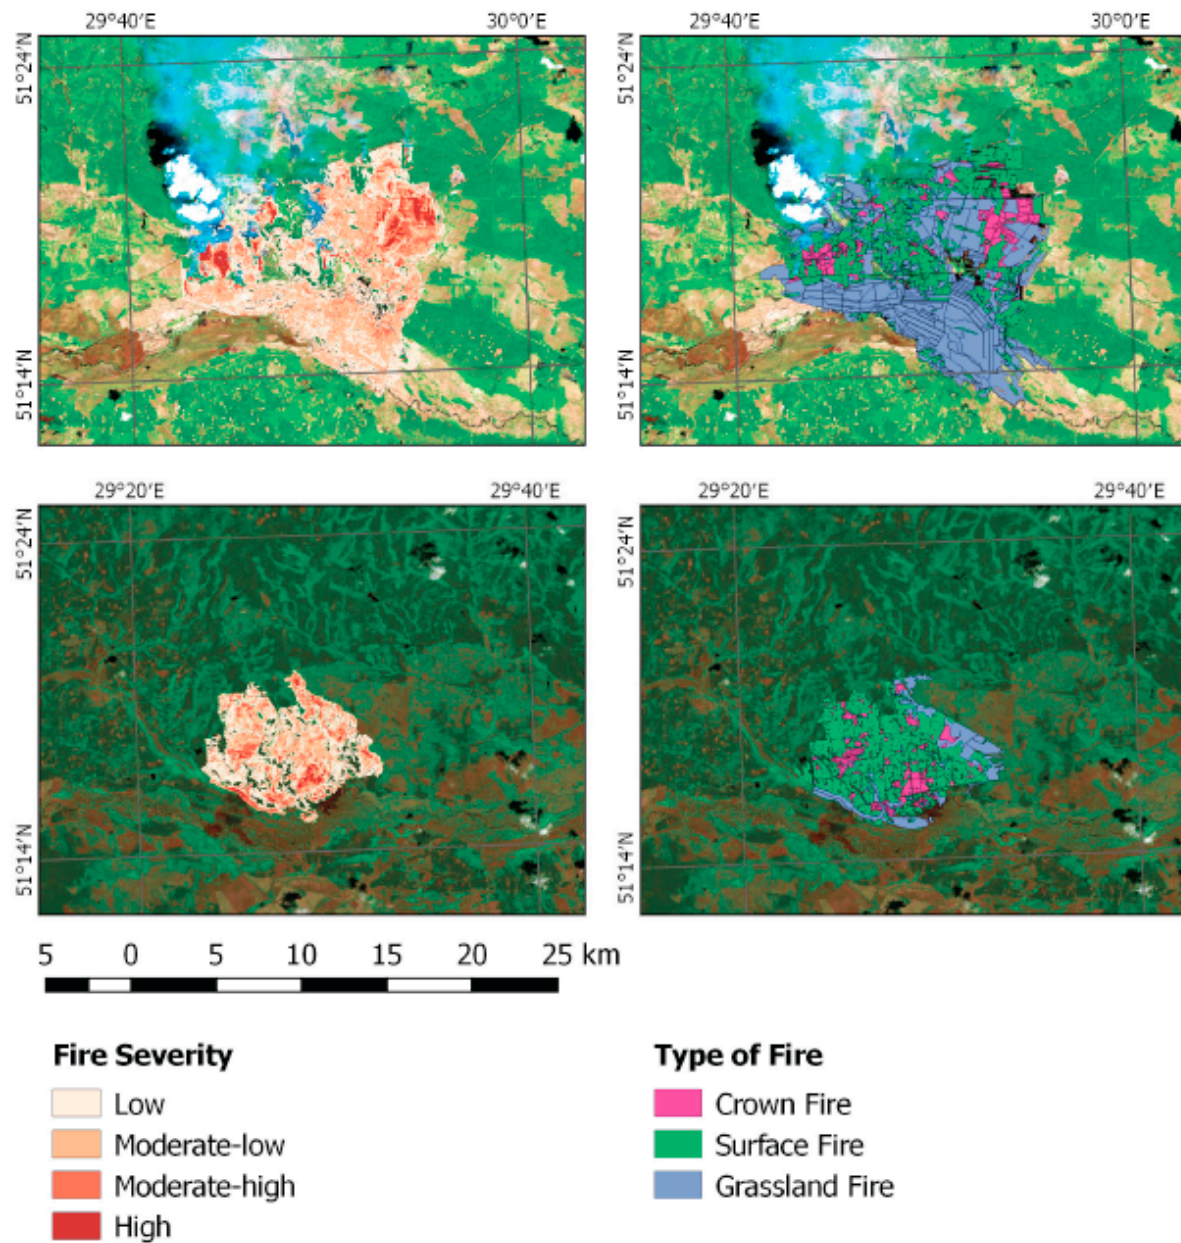 29°40′E 30°0′E 29°40′E 30°0′E
51°24′N 51°24′N
51°14′N 51°14′N
29°20′E 29°40′E 29°20′E 29°40′E
51°24′N 51°24′N
51°14′N 51°14′N
5 0 5 10 15 20 25 km
Fire Severity
Low
Moderate-low
Moderate-high
High
Type of Fire
Crown Fire
Surface Fire
Grassland Fire